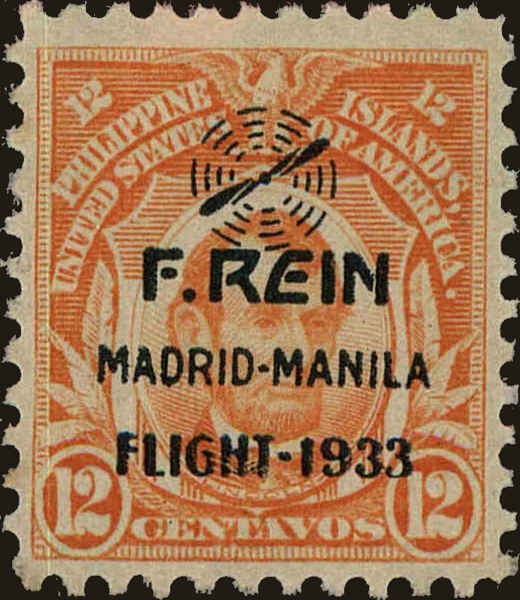 12 12
PHILIPPINE ISLANDS,
UNITED STATES OF AMERICA.
F.REIN
MADRID-MANILA
FLIGHT-1933
12 CENTAVOS 12